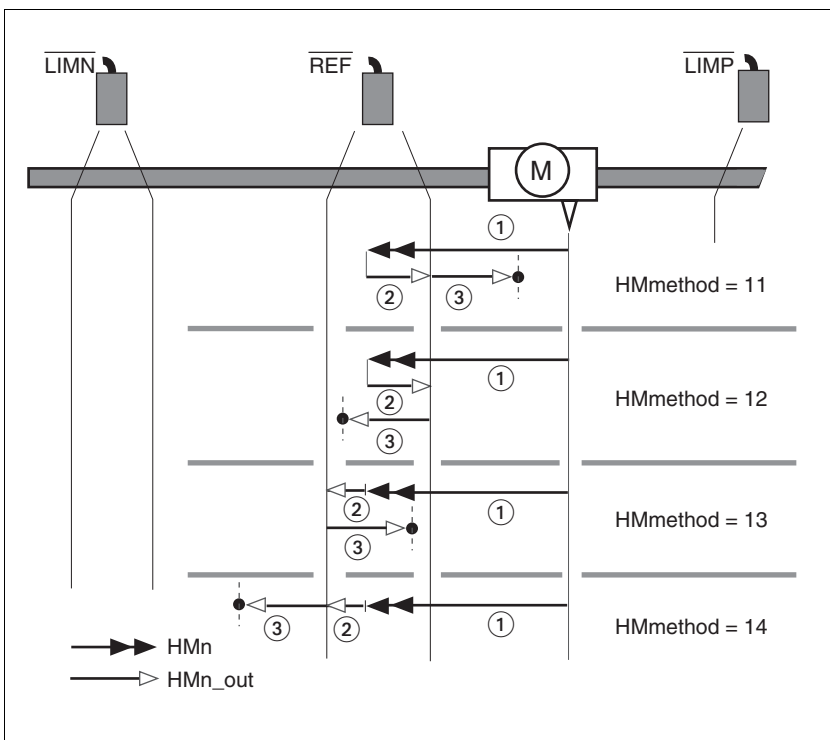 LIMN
REF
LIMP
M
1
2
3
HMmethod = 11
1
2
3
HMmethod = 12
2
1
3
HMmethod = 13
3
2
1
HMmethod = 14
HMn
HMn_out